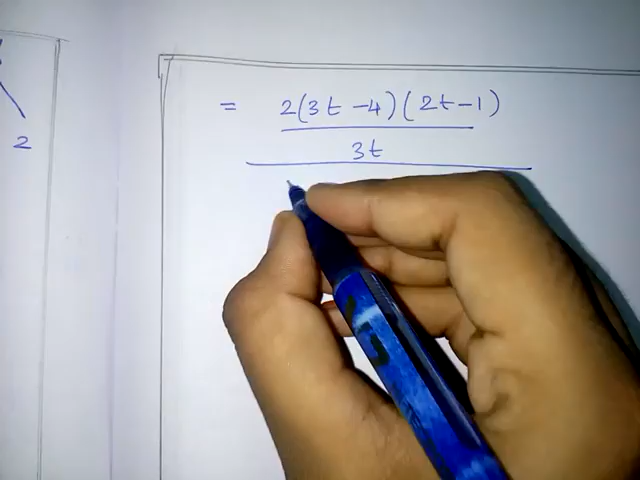 2
= 2(3t-4)(2t-1)
3t